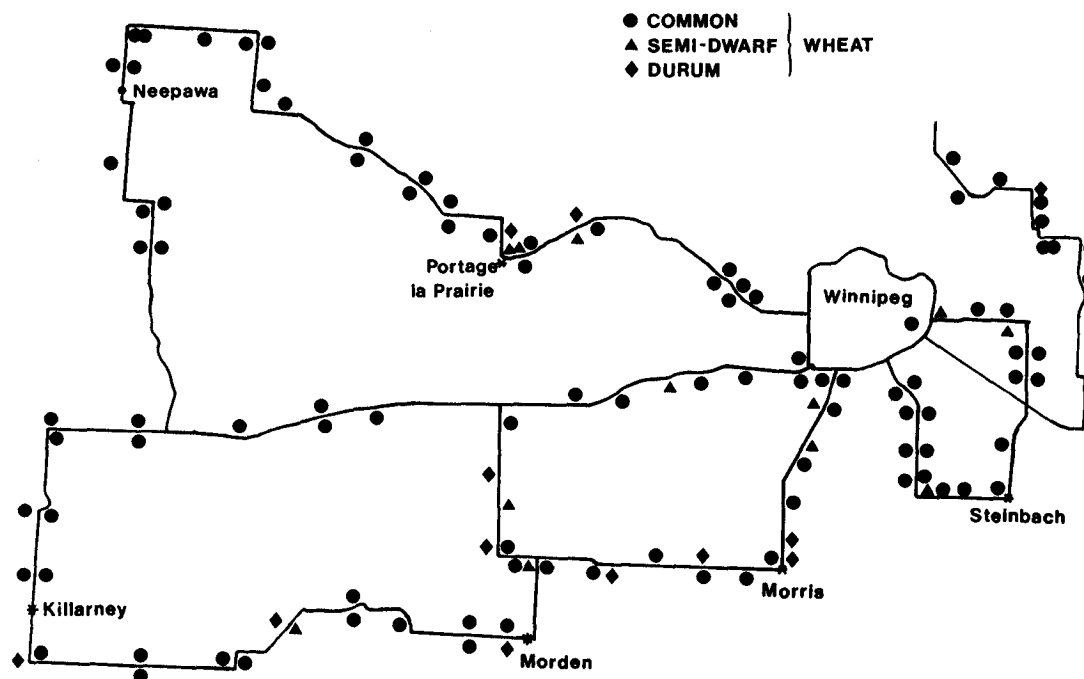 COMMON
SEMI-DWARF
WHEAT
DURUM
Neepawa
Portage
la Prairie
Winnipeg
Steinbach
Morris
Killarney
Morden